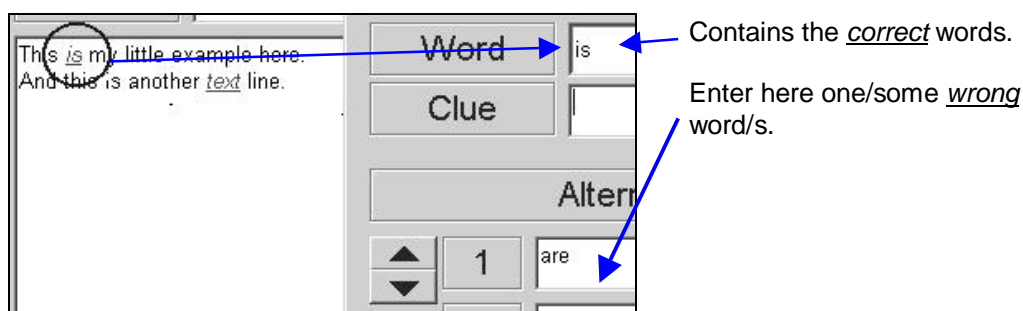 This is my little example here.
And this is another text line.
Word
is
Clue
Altern
1
are
Contains the correct words.
Enter here one/some wrong
word/s.